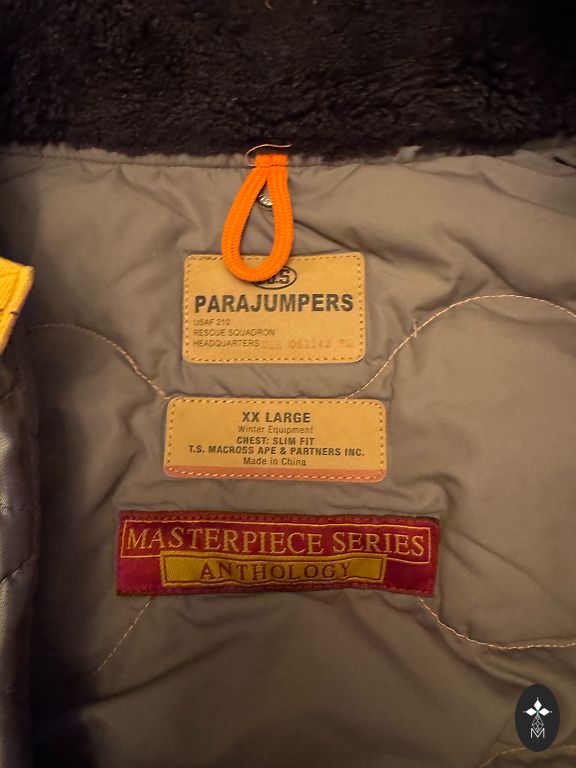 PARAJUMPERS
USAF 210
RESCUE SQUADRON
HEADQUARTERS 061142
XX LARGE
Winter Equipment
CHEST: SLIM FIT
T.S. MACROSS APE & PARTNERS INC.
Made in China
MASTERPIECE SERIES
ANTHOLOGY
M